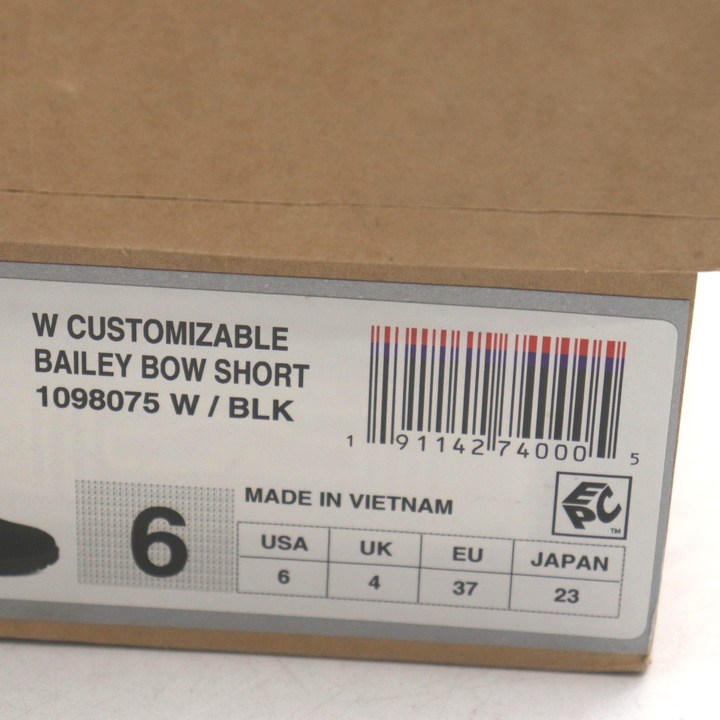 W CUSTOMIZABLE
BAILEY BOW SHORT
1098075 W / BLK
1 91142 74000 5
MADE IN VIETNAM
EPC™
6
USA UK EU JAPAN
6 4 37 23